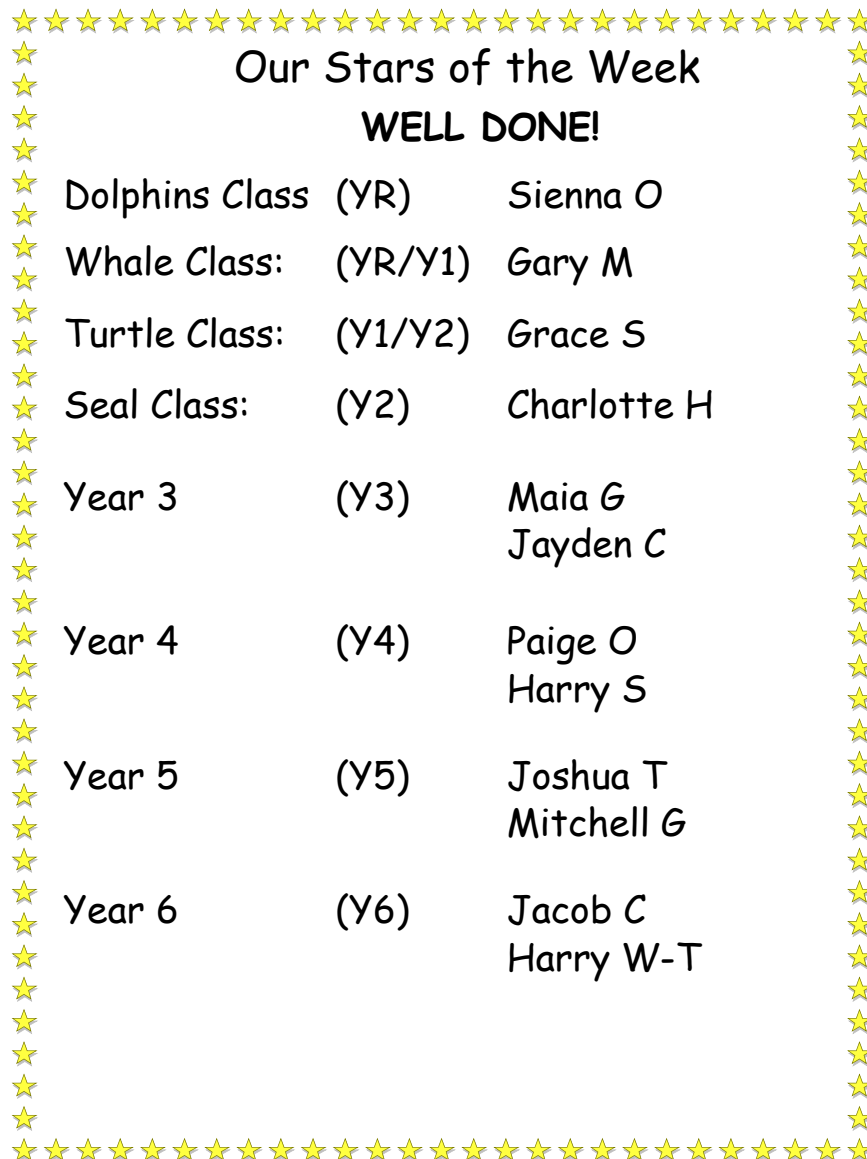 Our Stars of the Week
WELL DONE!
Dolphins Class (YR) Sienna O
Whale Class: (YR/Y1) Gary M
Turtle Class: (Y1/Y2) Grace S
Seal Class: (Y2) Charlotte H
Year 3 (Y3) Maia G
Jayden C
Year 4 (Y4) Paige O
Harry S
Year 5 (Y5) Joshua T
Mitchell G
Year 6 (Y6) Jacob C
Harry W-T